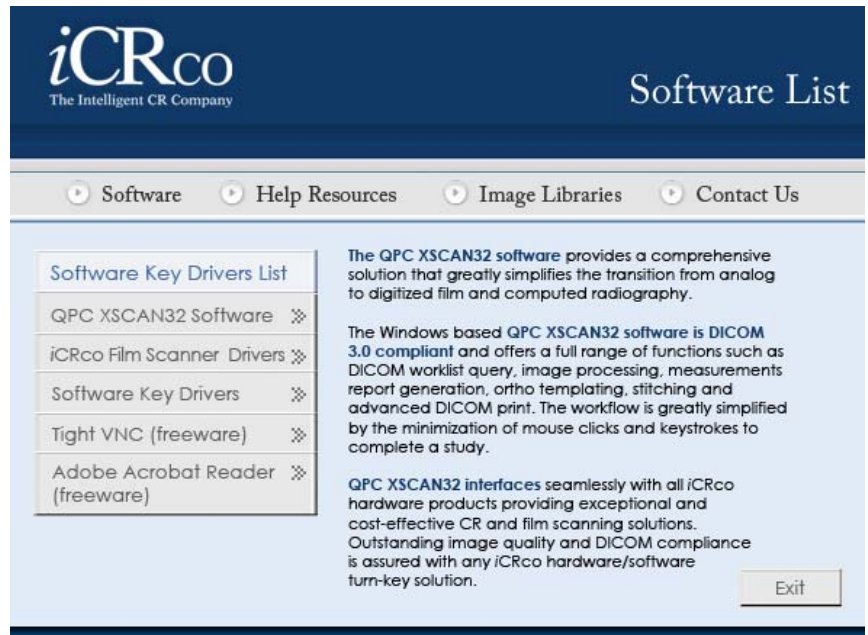 iCRco
The Intelligent CR Company
Software List
Software
Help Resources
Image Libraries
Contact Us
Software Key Drivers List
QPC XSCAN32 Software
iCRco Film Scanner Drivers
Software Key Drivers
Tight VNC (freeware)
Adobe Acrobat Reader
(freeware)
The QPC XSCAN32 software provides a comprehensive
solution that greatly simplifies the transition from analog
to digitized film and computed radiography.
The Windows based QPC XSCAN32 software is DICOM
3.0 compliant and offers a full range of functions such as
DICOM worklist query, image processing, measurements
report generation, ortho templating, stitching and
advanced DICOM print. The workflow is greatly simplified
by the minimization of mouse clicks and keystrokes to
complete a study.
QPC XSCAN32 interfaces seamlessly with all iCRco
hardware products providing exceptional and
cost-effective CR and film scanning solutions.
Outstanding image quality and DICOM compliance
is assured with any iCRco hardware/software
turn-key solution.
Exit